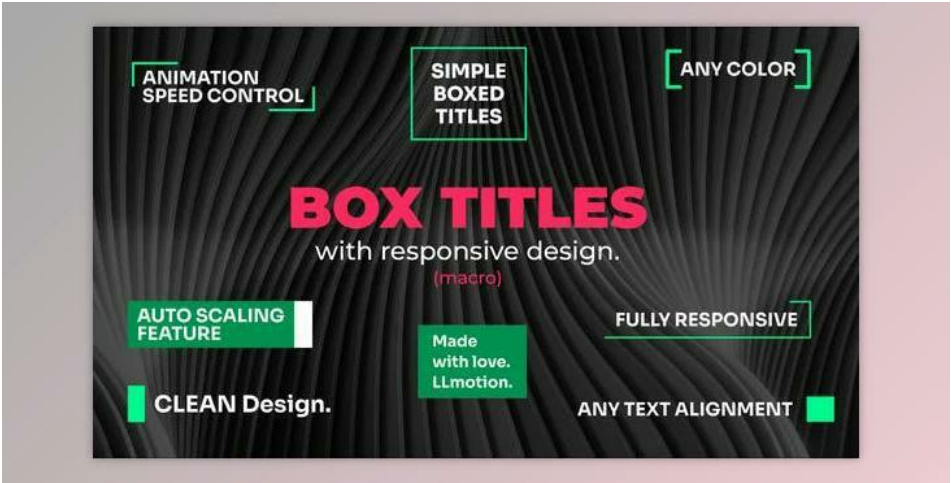 ANIMATION
SPEED CONTROL
SIMPLE
BOXED
TITLES
ANY COLOR
BOX TITLES
with responsive design.
(macro)
AUTO SCALING
FEATURE
Made
with love.
LLmotion.
FULLY RESPONSIVE
CLEAN Design.
ANY TEXT ALIGNMENT